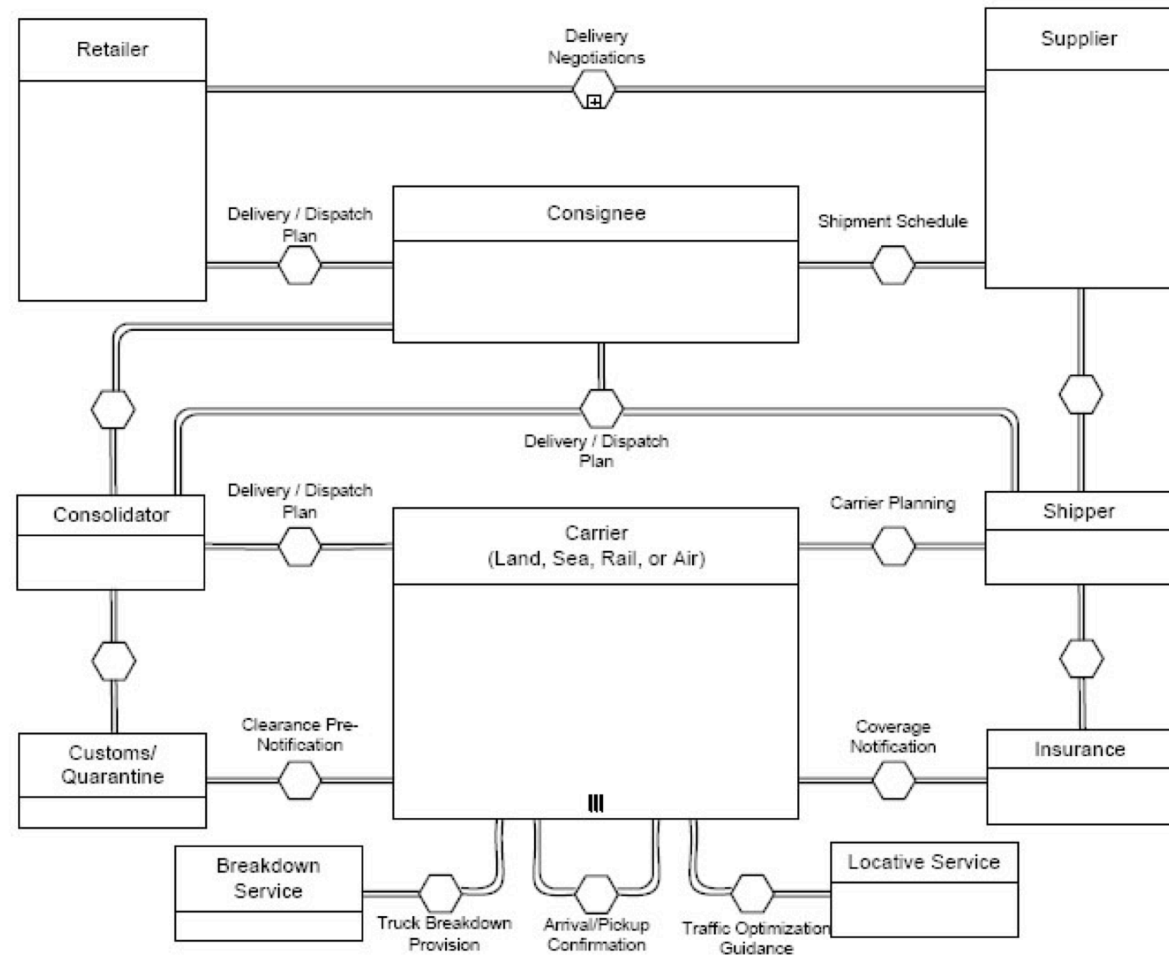 Retailer
Delivery
Negotiations
Supplier
Delivery / Dispatch
Plan
Consignee
Shipment Schedule
Delivery / Dispatch
Plan
Consolidator
Delivery / Dispatch
Plan
Carrier
(Land, Sea, Rail, or Air)
Carrier Planning
Shipper
Customs/
Quarantine
Clearance Pre-
Notification
Coverage
Notification
Insurance
Breakdown
Service
Truck Breakdown
Provision
Arrival/Pickup
Confirmation
Traffic Optimization
Guidance
Locative Service